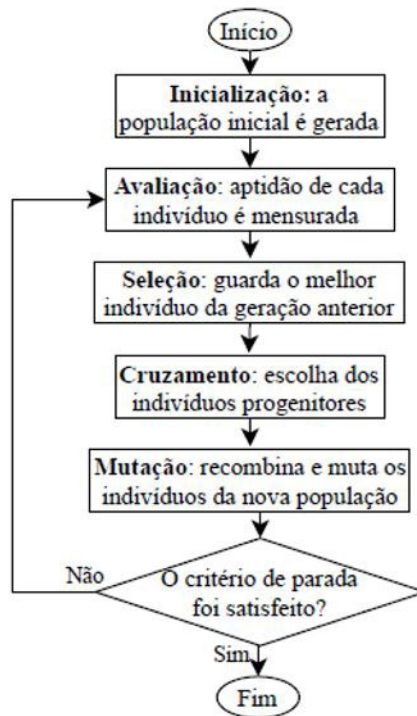 Início
Inicialização: a
população inicial é gerada
Avaliação: aptidão de cada
indivíduo é mensurada
Seleção: guarda o melhor
indivíduo da geração anterior
Cruzamento: escolha dos
indivíduos progenitores
Mutação: recombina e muta os
indivíduos da nova população
Não
O critério de parada
foi satisfeito?
Sim
Fim